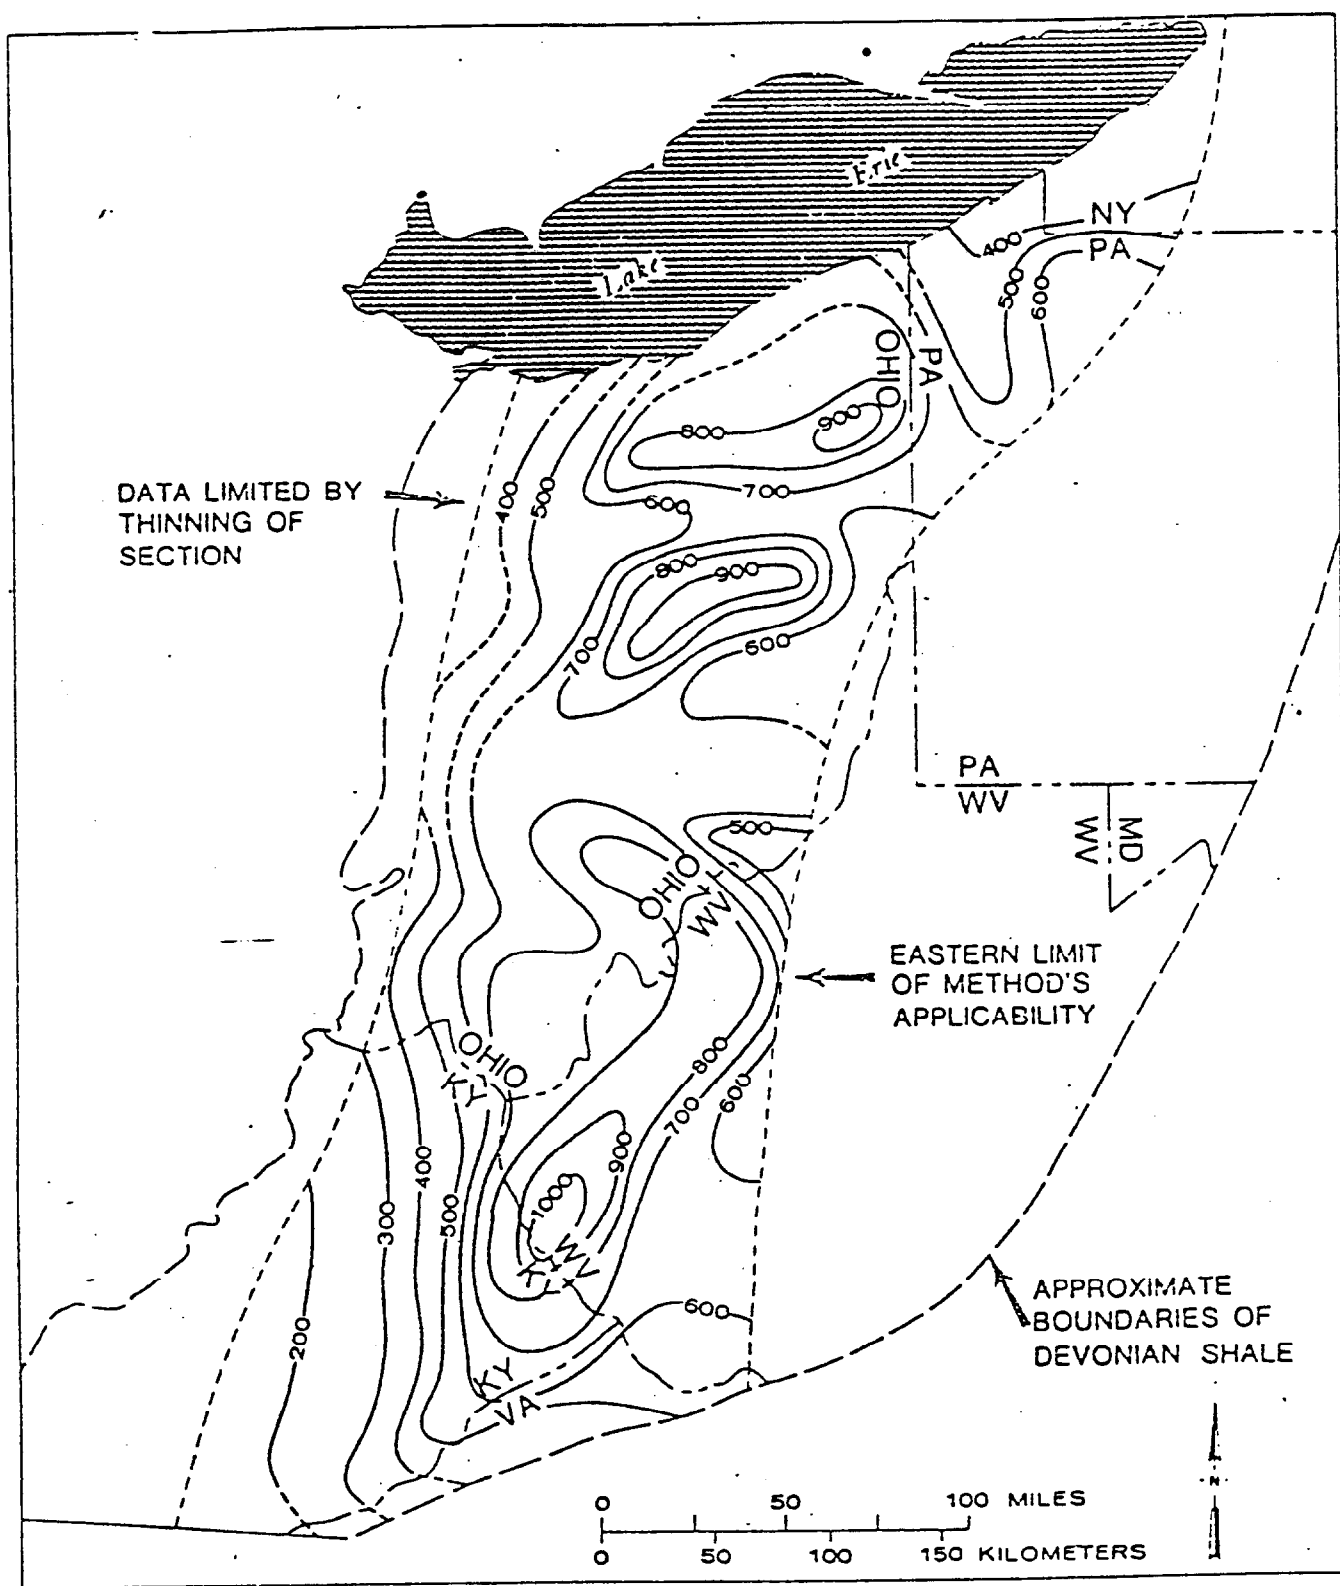 Erie
Lake
NY
PA
400
500
600
OHIO
PA
900
800
700
600
DATA LIMITED BY
THINNING OF
SECTION
400
500
800
900
700
600
PA
WV
MD
WV
500
OHIO
WV
EASTERN LIMIT
OF METHOD'S
APPLICABILITY
OHIO
KY
800
700
600
900
1000
400
500
300
200
KY
WV
600
KY
VA
APPROXIMATE
BOUNDARIES OF
DEVONIAN SHALE
N
0 50 100 MILES
0 50 100 150 KILOMETERS